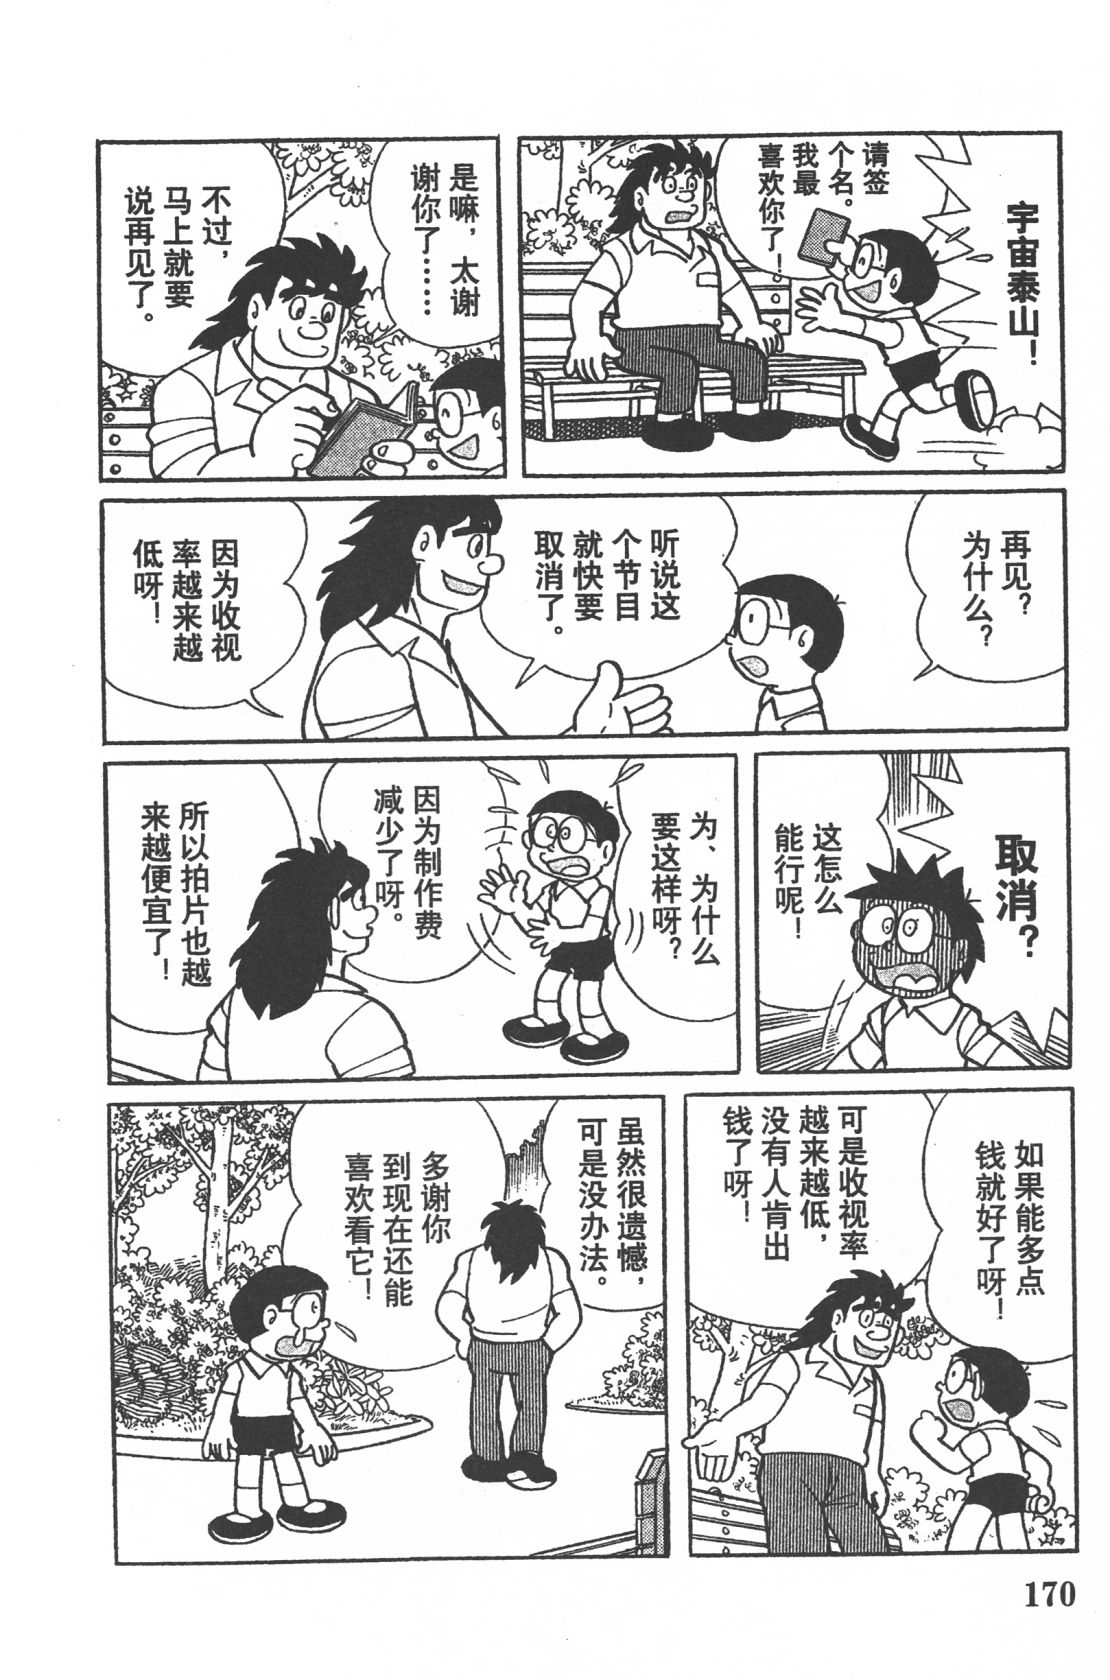 宇宙泰山！
请签
个名。
我最
喜欢你了！
是嘛，太谢
谢你了……
不过，
马上就要
说再见了。
再见？
为什么？
听说这
个节目
就快要
取消了。
因为收视
率越来越
低呀！
取消？
这怎么
能行呢！
为、为什么
要这样呀？
因为制作费
减少了呀。
所以拍片也越
来越便宜了！
如果能多点
钱就好了呀！
可是收视率
越来越低，
没有人肯出
钱了呀！
虽然很遗憾，
可是没办法。
多谢你
到现在还能
喜欢看它！
170